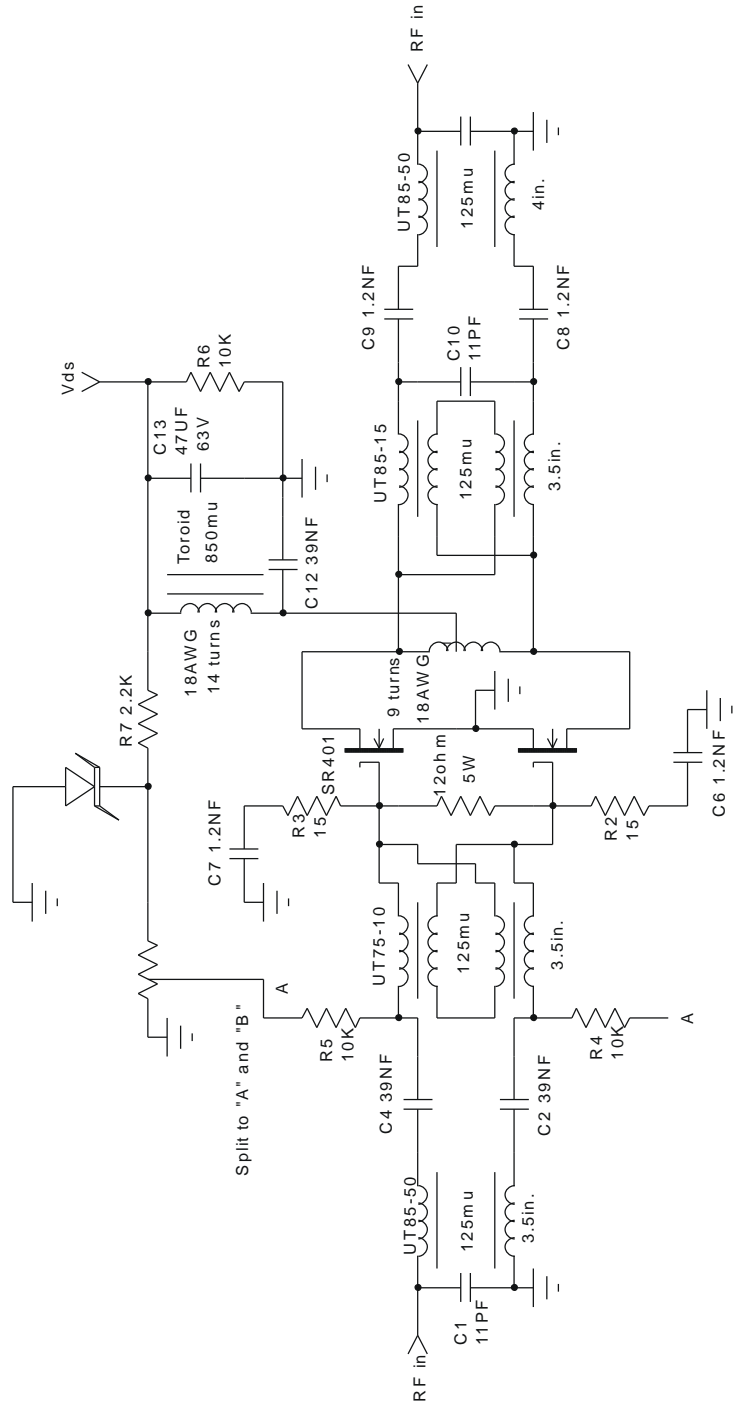 Vds
R6
10K
C13
47UF
63V
Toroid
850mu
C12 39NF
18AWG
14 turns
R7 2.2K
Split to "A" and "B"
A
RF in
C1
11PF
UT85-50
125mu
3.5in.
C4 39NF
C2 39NF
R5
10K
R4
10K
A
UT75-10
125mu
3.5in.
C7 1.2NF
R3
15
SR401
12ohm
5W
R2
15
C6 1.2NF
9 turns
18AWG
UT85-15
125mu
3.5in.
C9 1.2NF
C10
11PF
C8 1.2NF
UT85-50
125mu
4in.
RF in